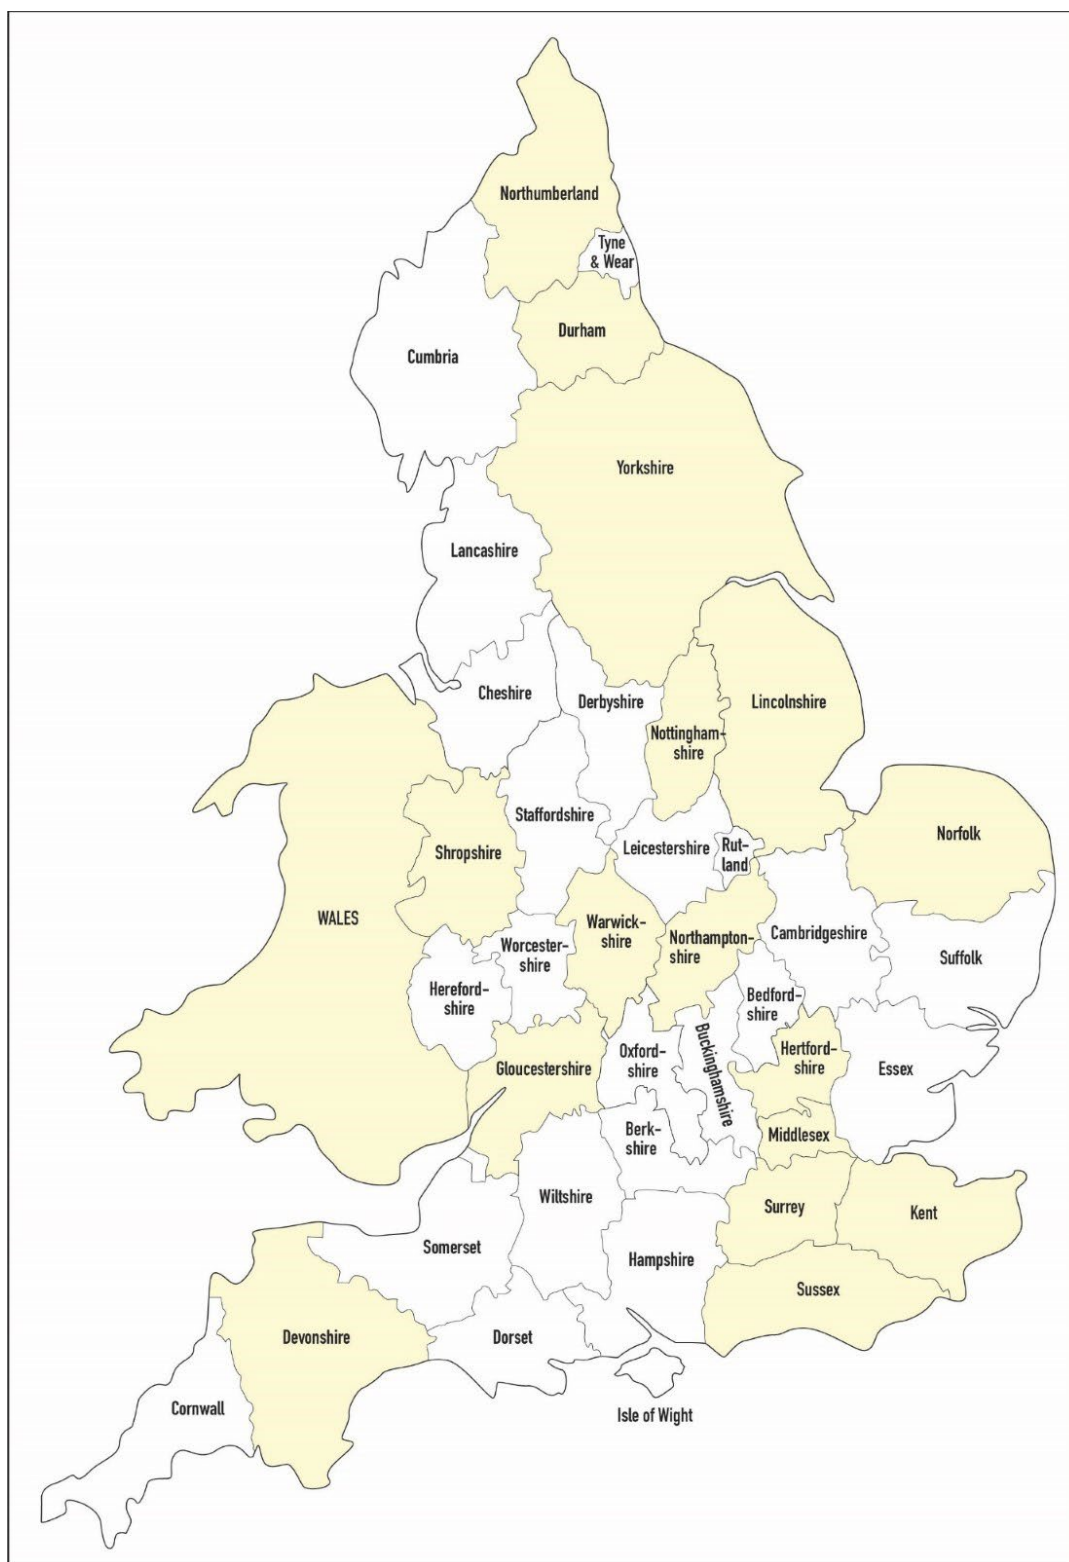 Northumberland
Tyne
& Wear
Durham
Cumbria
Yorkshire
Lancashire
Cheshire
Derbyshire
Lincolnshire
Nottingham-
shire
Staffordshire
Leicestershire
Rut-
land
Norfolk
Shropshire
WALES
Warwick-
shire
Northampton-
shire
Cambridgeshire
Worcester-
shire
Suffolk
Hereford-
shire
Bedford-
shire
Oxford-
shire
Buckinghamshire
Hertford-
shire
Essex
Gloucestershire
Berk-
shire
Middlesex
Wiltshire
Surrey
Kent
Somerset
Hampshire
Sussex
Devonshire
Dorset
Cornwall
Isle of Wight